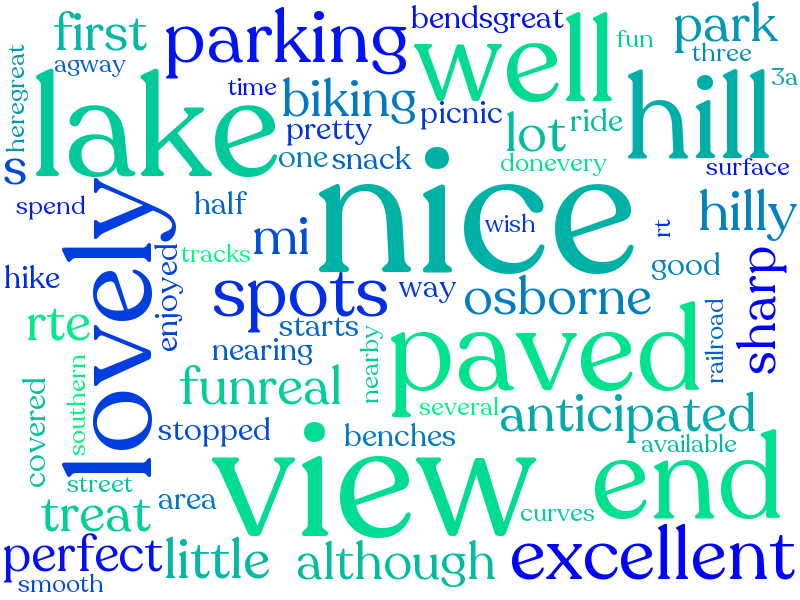 first
parking
bendsgreat
park
agway
well
fun
three
heregreat
lake
time
biking
picnic
hill
3a
pretty
lot
ride
s
one
snack
donevery
surface
spend
lovely
half
nice
wish
hilly
mi
rt
hike
enjoyed
tracks
spots
way
osborne
good
sharp
rte
starts
nearing
nearby
paved
railroad
southern
funreal
several
anticipated
covered
stopped
benches
available
street
area
view
curves
end
treat
perfect
little
although
excellent
smooth